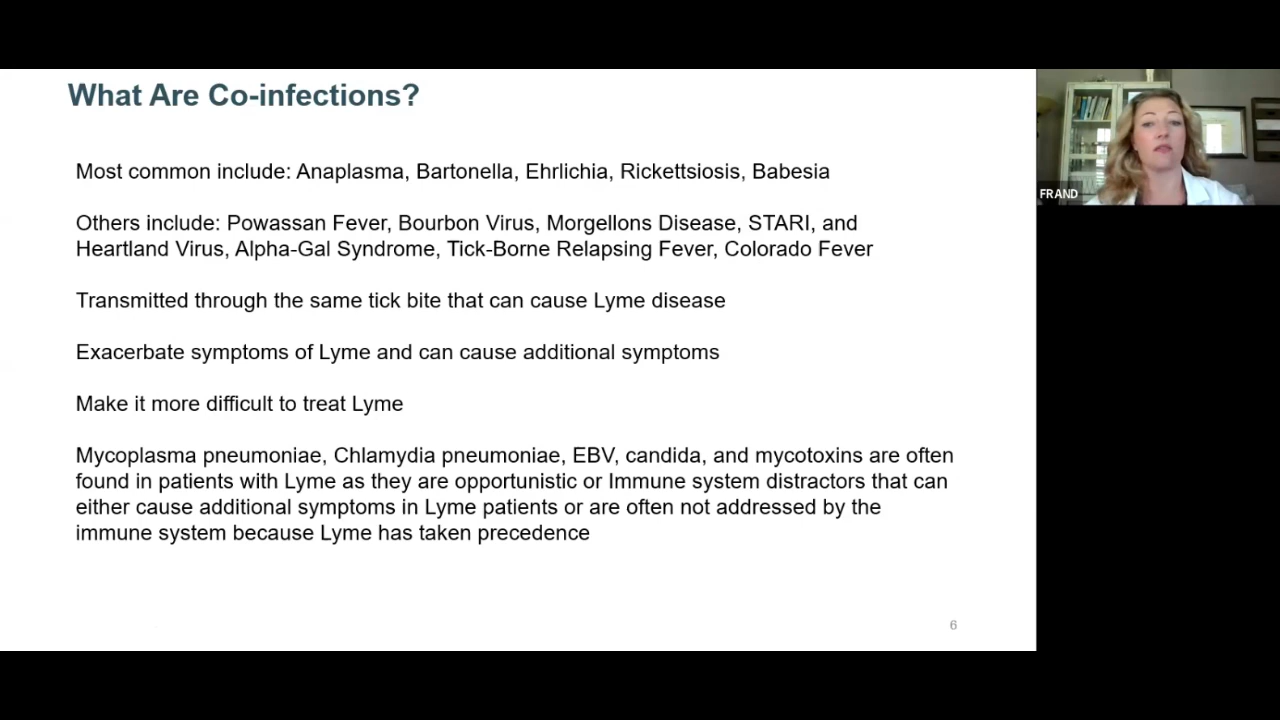 What Are Co-infections?
Most common include: Anaplasma, Bartonella, Ehrlichia, Rickettsiosis, Babesia
Others include: Powassan Fever, Bourbon Virus, Morgellons Disease, STARI, and
Heartland Virus, Alpha-Gal Syndrome, Tick-Borne Relapsing Fever, Colorado Fever
Transmitted through the same tick bite that can cause Lyme disease
Exacerbate symptoms of Lyme and can cause additional symptoms
Make it more difficult to treat Lyme
Mycoplasma pneumoniae, Chlamydia pneumoniae, EBV, candida, and mycotoxins are often
found in patients with Lyme as they are opportunistic or Immune system distractors that can
either cause additional symptoms in Lyme patients or are often not addressed by the
immune system because Lyme has taken precedence
6
FRAND